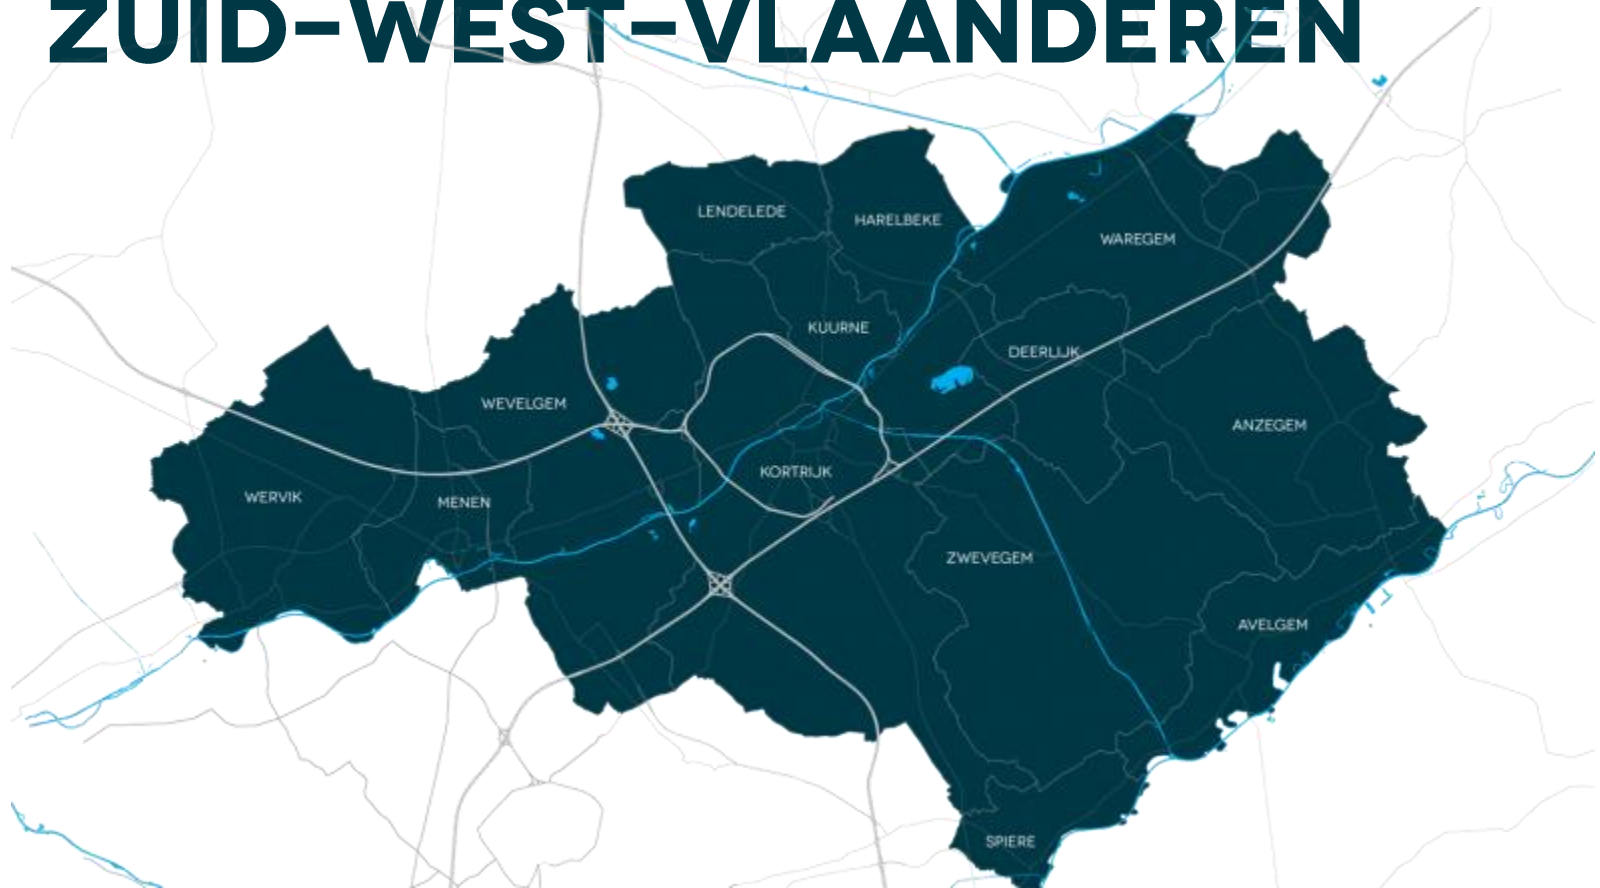 ZUID-WEST-VLAANDEREN
LENDELEDE
HARELBEKE
WAREGEM
KUURNE
DEERLIJK
WEVELGEM
ANZEGEM
KORTRIJK
WERVIK
MENEN
ZWEVEGEM
AVELGEM
SPIERE